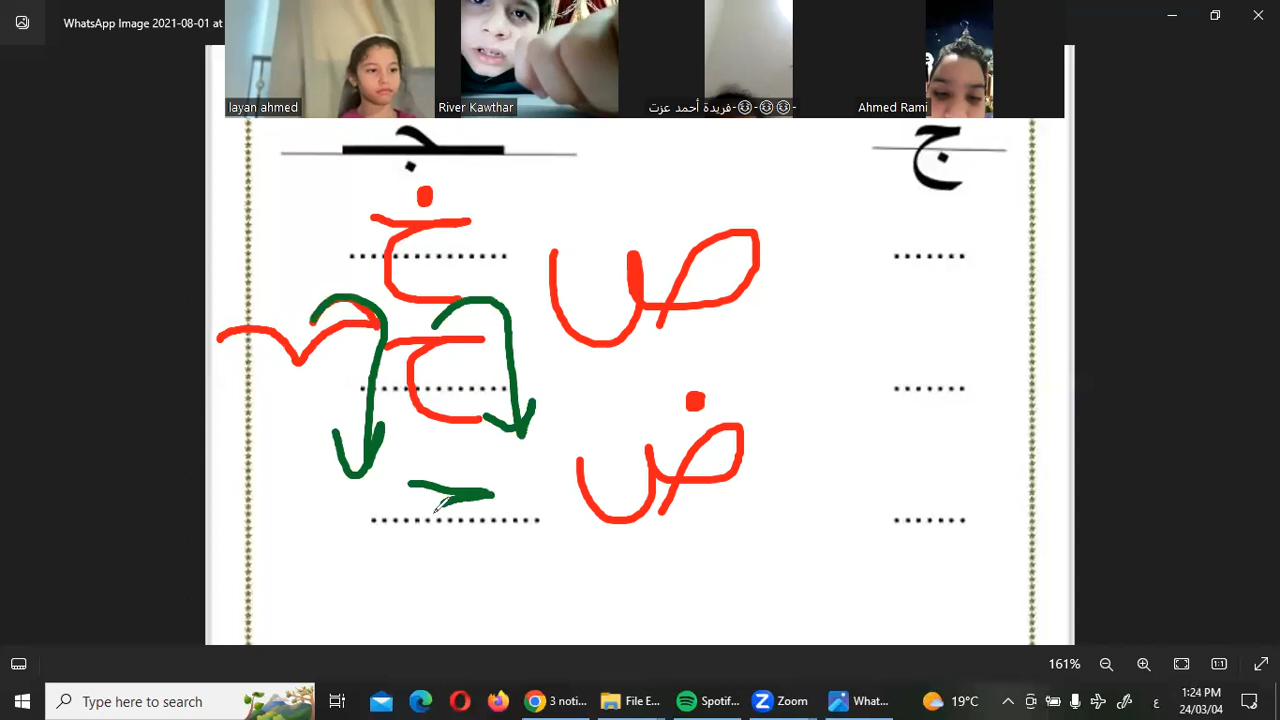 WhatsApp Image 2021-08-01 at
layan ahmed
River Kawthar
-فريدة أحمد عزت-😷-😷😷-
Ahmed Rami
ج جـ
خ
ص
ح
ض
161%
Type here to search
3 noti...
File E...
Spotif...
Zoom
What...
19°C
ع
1:24 PM
24/03/04